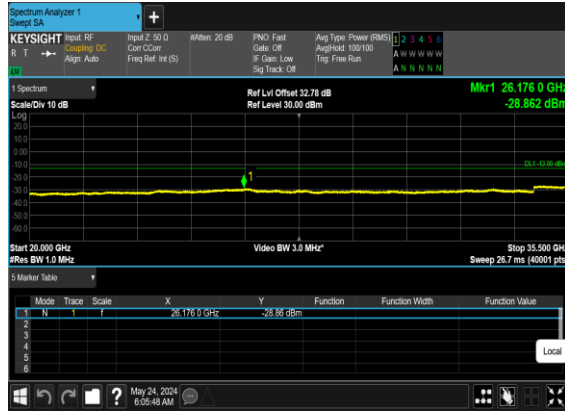 Spectrum Analyzer 1
Swept SA
+
KEYSIGHT
R T
LW
Input: RF
Coupling: DC
Align: Auto
Input Z: 50 Ω
Corr CCorr
Freq Ref: Int (S)
#Atten: 20 dB
PNO: Fast
Gate: Off
IF Gain: Low
Sig Track: Off
Avg Type: Power (RMS)
Avg|Hold: 100/100
Trig: Free Run
1 2 3 4 5 6
A W W W W W
A N N N N N
1 Spectrum
Scale/Div 10 dB
Log
Ref Lvl Offset 32.78 dB
Ref Level 30.00 dBm
Mkr1 26.176 0 GHz
-28.862 dBm
20.0
10.0
0.00
-10.0
-20.0
-30.0
-40.0
-50.0
-60.0
1
DL1 -13.00 dBm
Start 20.000 GHz
#Res BW 1.0 MHz
Video BW 3.0 MHz*
Stop 35.500 GHz
Sweep 26.7 ms (40001 pts)
5 Marker Table
Mode Trace Scale X Y Function Function Width Function Value
1 N 1 f 26.176 0 GHz -28.86 dBm
2
3
4
5
6
Local
?
May 24, 2024
6:05:48 AM